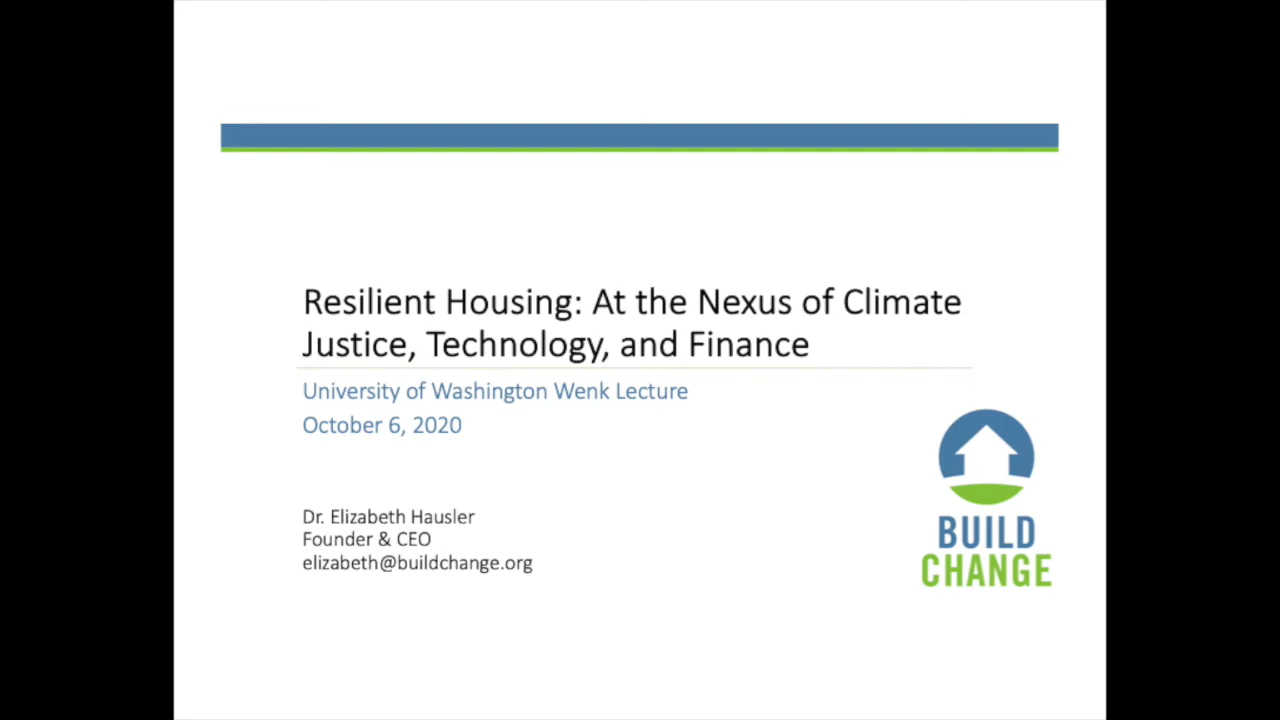 Resilient Housing: At the Nexus of Climate
Justice, Technology, and Finance
University of Washington Wenk Lecture
October 6, 2020
Dr. Elizabeth Hausler
Founder & CEO
elizabeth@buildchange.org
BUILD
CHANGE